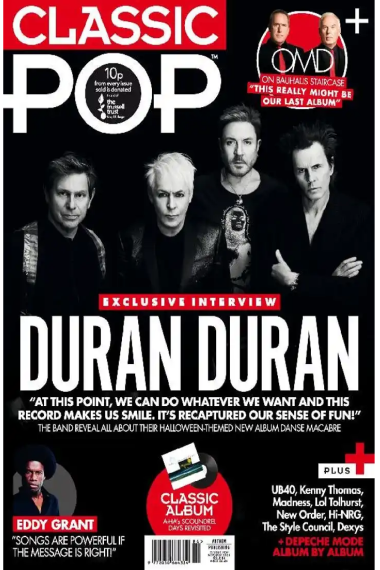 CLASSIC
POP
TM
10p
from every issue
sold is donated
the
trussell
trust
+
OMD
ON BAUHAUS STAIRCASE
"THIS REALLY MIGHT BE
OUR LAST ALBUM"
EXCLUSIVE INTERVIEW
DURAN DURAN
"AT THIS POINT, WE CAN DO WHATEVER WE WANT AND THIS
RECORD MAKES US SMILE. IT'S RECAPTURED OUR SENSE OF FUN!"
THE BAND REVEAL ALL ABOUT THEIR HALLOWEEN-THEMED NEW ALBUM DANSE MACABRE
EDDY GRANT
"SONGS ARE POWERFUL IF
THE MESSAGE IS RIGHT!"
CLASSIC
ALBUM
A-HA'S SCOUNDREL
DAYS REVISITED
PLUS +
UB40, Kenny Thomas,
Madness, Lol Tolhurst,
New Order, Hi-NRG,
The Style Council, Dexys
+ DEPECHE MODE
ALBUM BY ALBUM